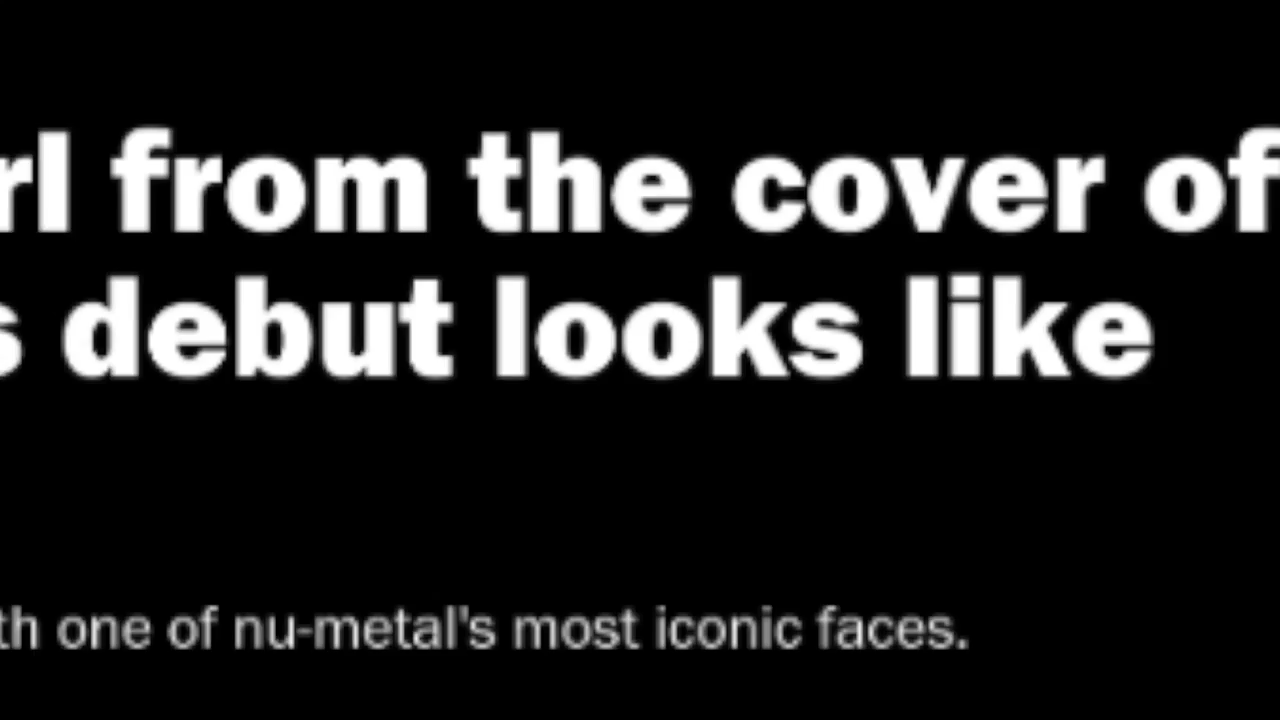 rl from the cover of
s debut looks like
th one of nu-metal's most iconic faces.